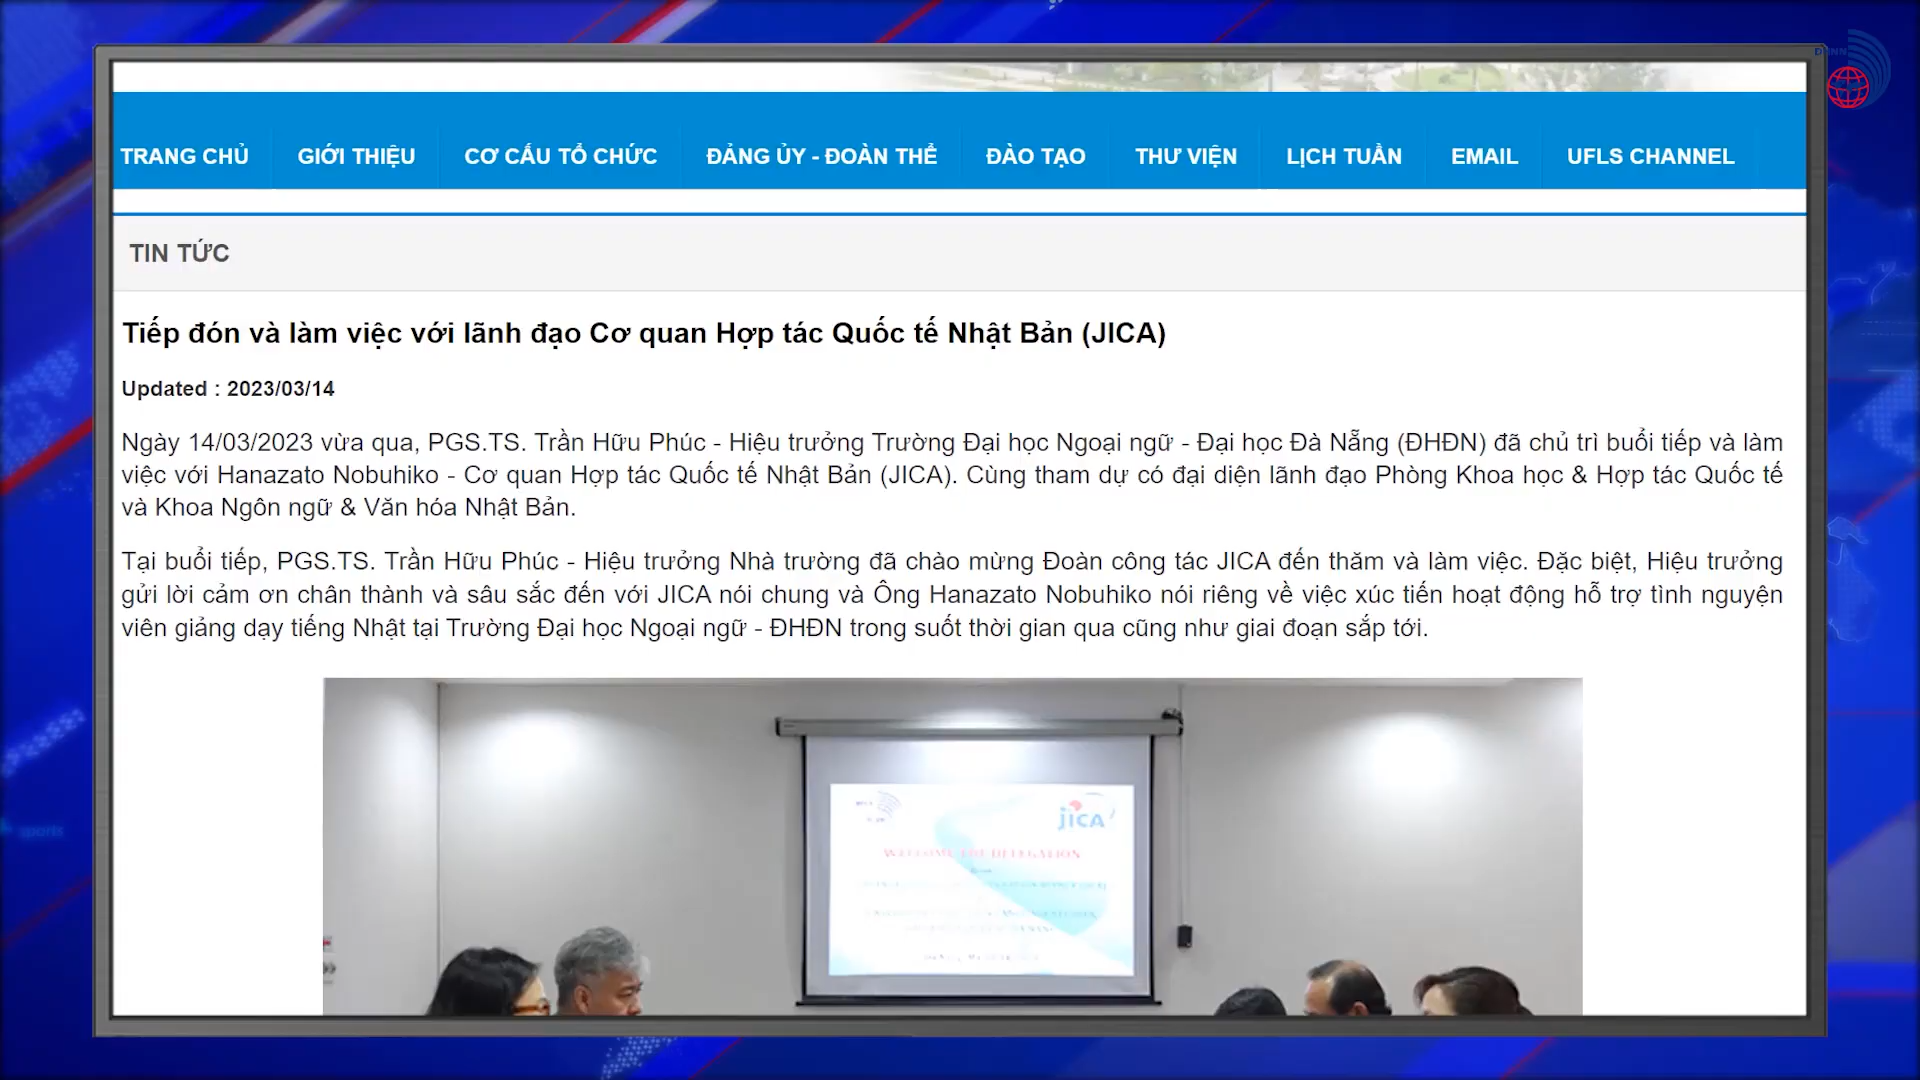 TRANG CHỦ GIỚI THIỆU CƠ CẤU TỔ CHỨC ĐẢNG ỦY - ĐOÀN THỂ ĐÀO TẠO THƯ VIỆN LỊCH TUẦN EMAIL UFLS CHANNEL
TIN TỨC
Tiếp đón và làm việc với lãnh đạo Cơ quan Hợp tác Quốc tế Nhật Bản (JICA)
Updated : 2023/03/14
Ngày 14/03/2023 vừa qua, PGS.TS. Trần Hữu Phúc - Hiệu trưởng Trường Đại học Ngoại ngữ - Đại học Đà Nẵng (ĐHĐN) đã chủ trì buổi tiếp và làm
việc với Hanazato Nobuhiko - Cơ quan Hợp tác Quốc tế Nhật Bản (JICA). Cùng tham dự có đại diện lãnh đạo Phòng Khoa học & Hợp tác Quốc tế
và Khoa Ngôn ngữ & Văn hóa Nhật Bản.
Tại buổi tiếp, PGS.TS. Trần Hữu Phúc - Hiệu trưởng Nhà trường đã chào mừng Đoàn công tác JICA đến thăm và làm việc. Đặc biệt, Hiệu trưởng
gửi lời cảm ơn chân thành và sâu sắc đến với JICA nói chung và Ông Hanazato Nobuhiko nói riêng về việc xúc tiến hoạt động hỗ trợ tình nguyện
viên giảng dạy tiếng Nhật tại Trường Đại học Ngoại ngữ - ĐHĐN trong suốt thời gian qua cũng như giai đoạn sắp tới.
jICA
WELCOME THE DELEGATION
sports